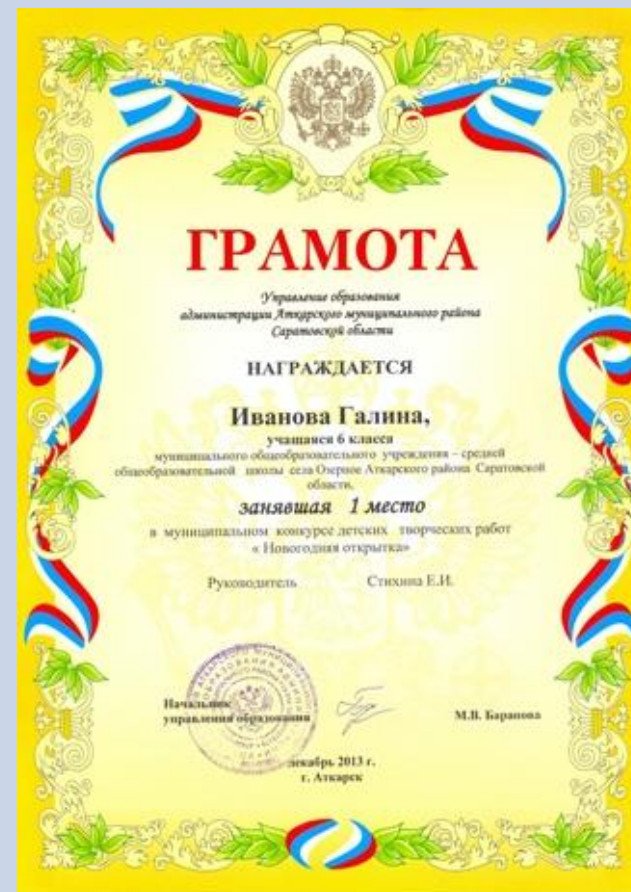 ГРАМОТА
Управление образования
администрации Аткарского муниципального района
Саратовской области
НАГРАЖДАЕТСЯ
Иванова Галина,
учащаяся 6 класса
муниципального общеобразовательного учреждения – средней
общеобразовательной школы села Озерное Аткарского района Саратовской
области,
занявшая 1 место
в муниципальном конкурсе детских творческих работ
« Новогодняя открытка»
Руководитель Стихина Е.И.
Начальник
управления образования М.В. Баранова
декабрь 2013 г.
г. Аткарск